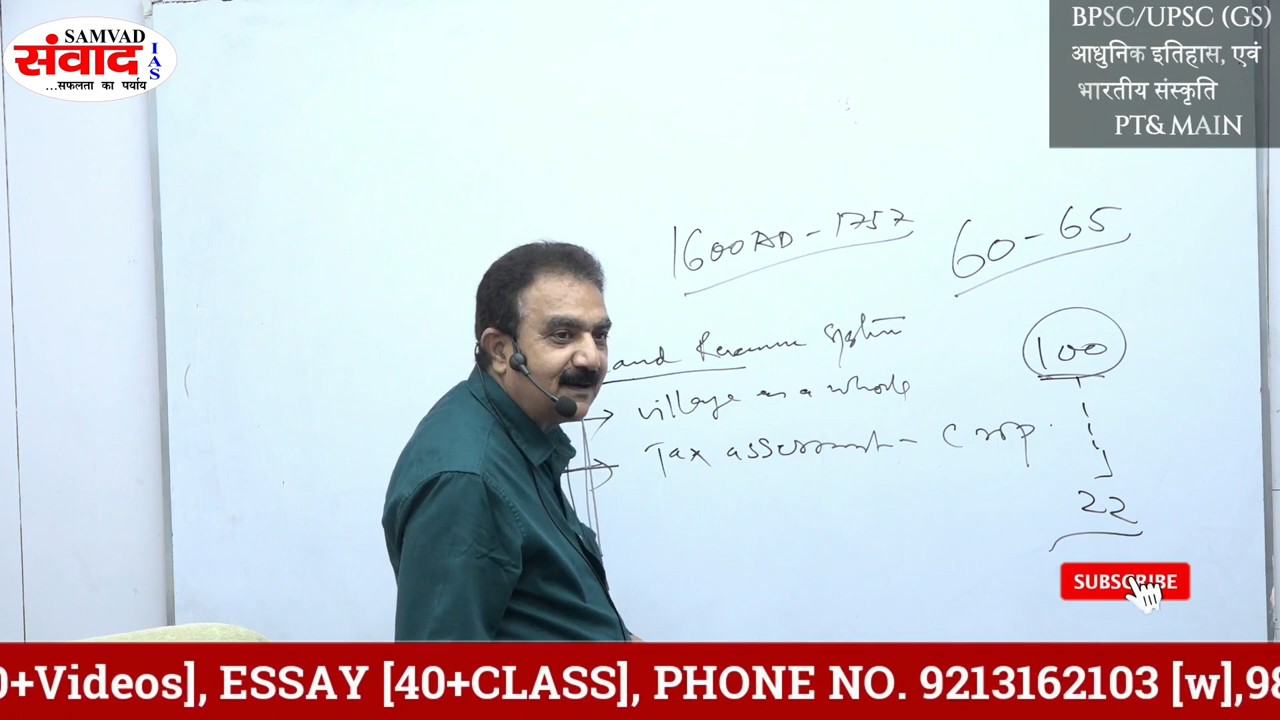 SAMVAD
संवाद
IAS
...सफलता का पर्याय
BPSC/UPSC (GS)
आधुनिक इतिहास, एवं
भारतीय संस्कृति
PT& MAIN
1600AD - 1757
60-65
and Revenue System
village as a whole
Tax assessment - Crop
100
22
SUBSCRIBE
0+Videos], ESSAY [40+CLASS], PHONE NO. 9213162103 [w],98